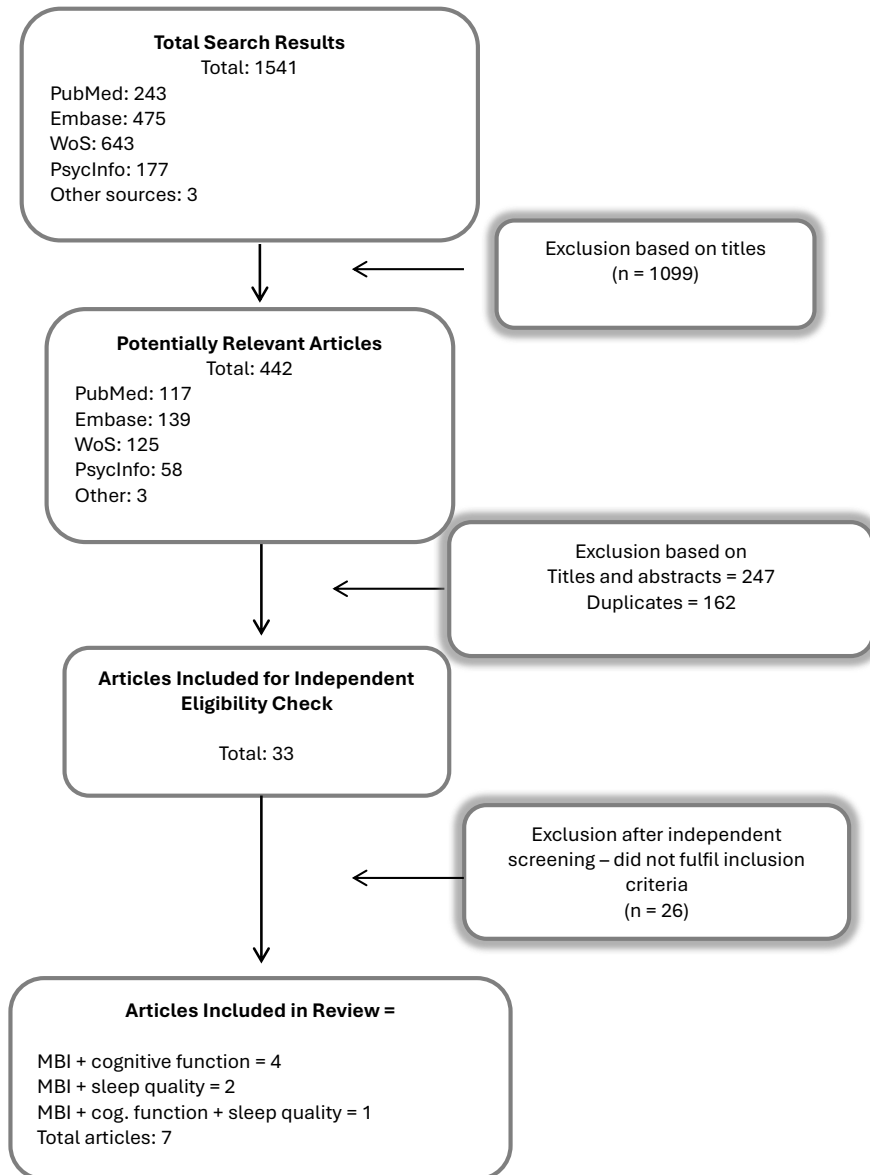 Total Search Results
Total: 1541
PubMed: 243
Embase: 475
WoS: 643
PsycInfo: 177
Other sources: 3
Exclusion based on titles
(n = 1099)
Potentially Relevant Articles
Total: 442
PubMed: 117
Embase: 139
WoS: 125
PsycInfo: 58
Other: 3
Exclusion based on
Titles and abstracts = 247
Duplicates = 162
Articles Included for Independent
Eligibility Check
Total: 33
Exclusion after independent
screening – did not fulfil inclusion
criteria
(n = 26)
Articles Included in Review =
MBI + cognitive function = 4
MBI + sleep quality = 2
MBI + cog. function + sleep quality = 1
Total articles: 7